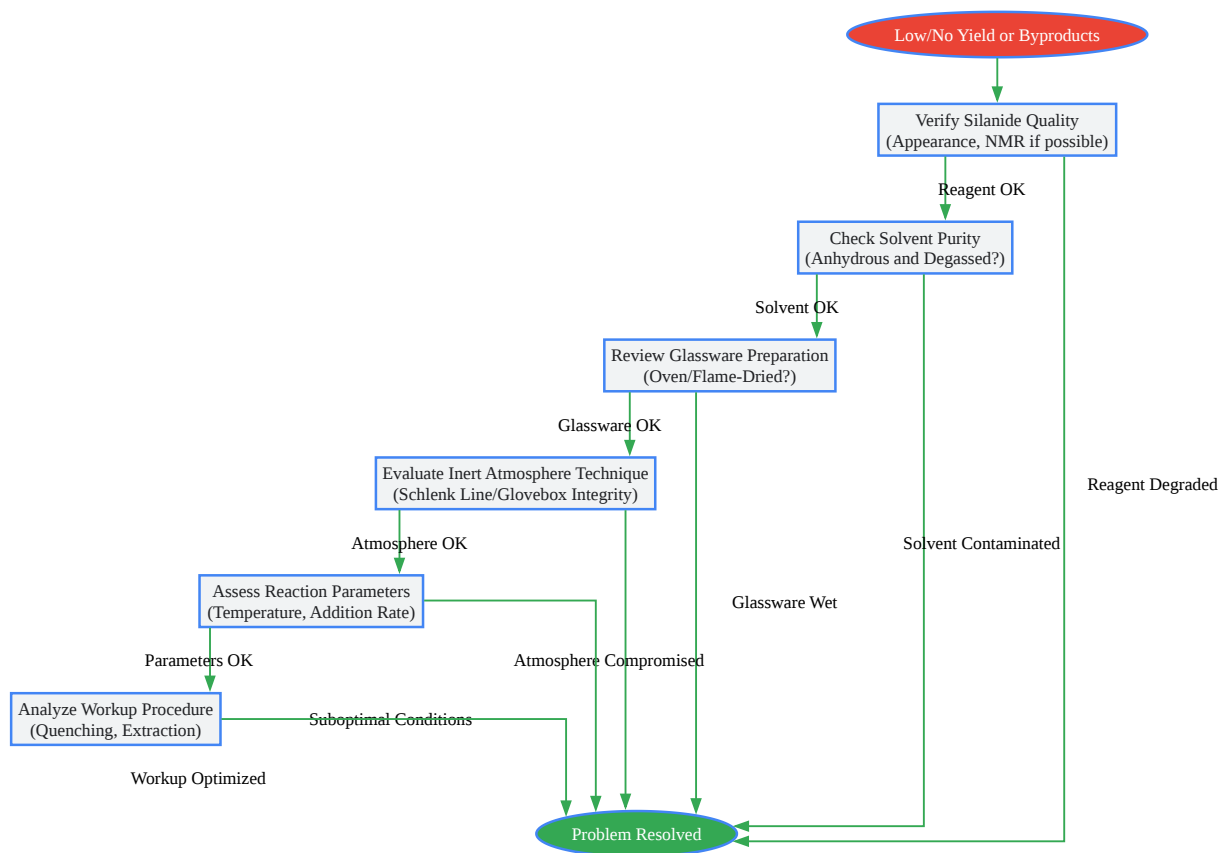 Low/No Yield or Byproducts
Verify Silanide Quality
(Appearance, NMR if possible)
Reagent OK
Check Solvent Purity
(Anhydrous and Degassed?)
Solvent OK
Review Glassware Preparation
(Oven/Flame-Dried?)
Glassware OK
Evaluate Inert Atmosphere Technique
(Schlenk Line/Glovebox Integrity)
Reagent Degraded
Atmosphere OK
Solvent Contaminated
Assess Reaction Parameters
(Temperature, Addition Rate)
Glassware Wet
Parameters OK
Atmosphere Compromised
Analyze Workup Procedure
(Quenching, Extraction)
Suboptimal Conditions
Workup Optimized
Problem Resolved